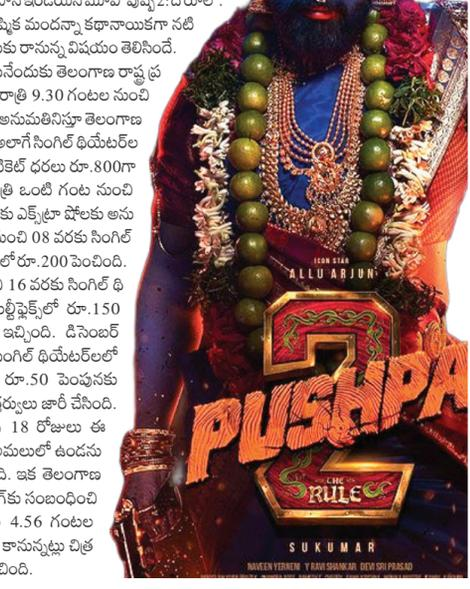 మందన్నా కథానాయికగా నటి
కు రానున్న విషయం తెలిసిందే.
నేందుకు తెలంగాణ రాష్ట్ర ప్ర
రాత్రి 9.30 గంటల నుంచి
అనుమతినిస్తూ తెలంగాణ
అలాగే సింగిల్ థియేటర్ల
టికెట్ ధరలు రూ.800గా
త్రి ఒంటి గంట నుంచి
కు ఎక్స్‌ట్రా షోలకు అను
నుంచి 08 వరకు సింగిల్
లో రూ.200 పెంచింది.
16 వరకు సింగిల్ థి
ల్టీఫ్లెక్స్‌లో రూ.150
ఇచ్చింది. డిసెంబర్
సింగిల్ థియేటర్‌లలో
రూ.50 పెంపునకు
ర్వులు జారీ చేసింది.
18 రోజులు ఈ
మలులో ఉండను
ది. ఇక తెలంగాణ
గ్‌కు సంబంధించి
4.56 గంటల
కానున్నట్లు చిత్ర
చింది.
ICON STAR
ALLU ARJUN
2
PUSHPA
THE
RULE
SUKUMAR
NAVEEN YERNENI Y RAVI SHANKAR DEVI SRI PRASAD